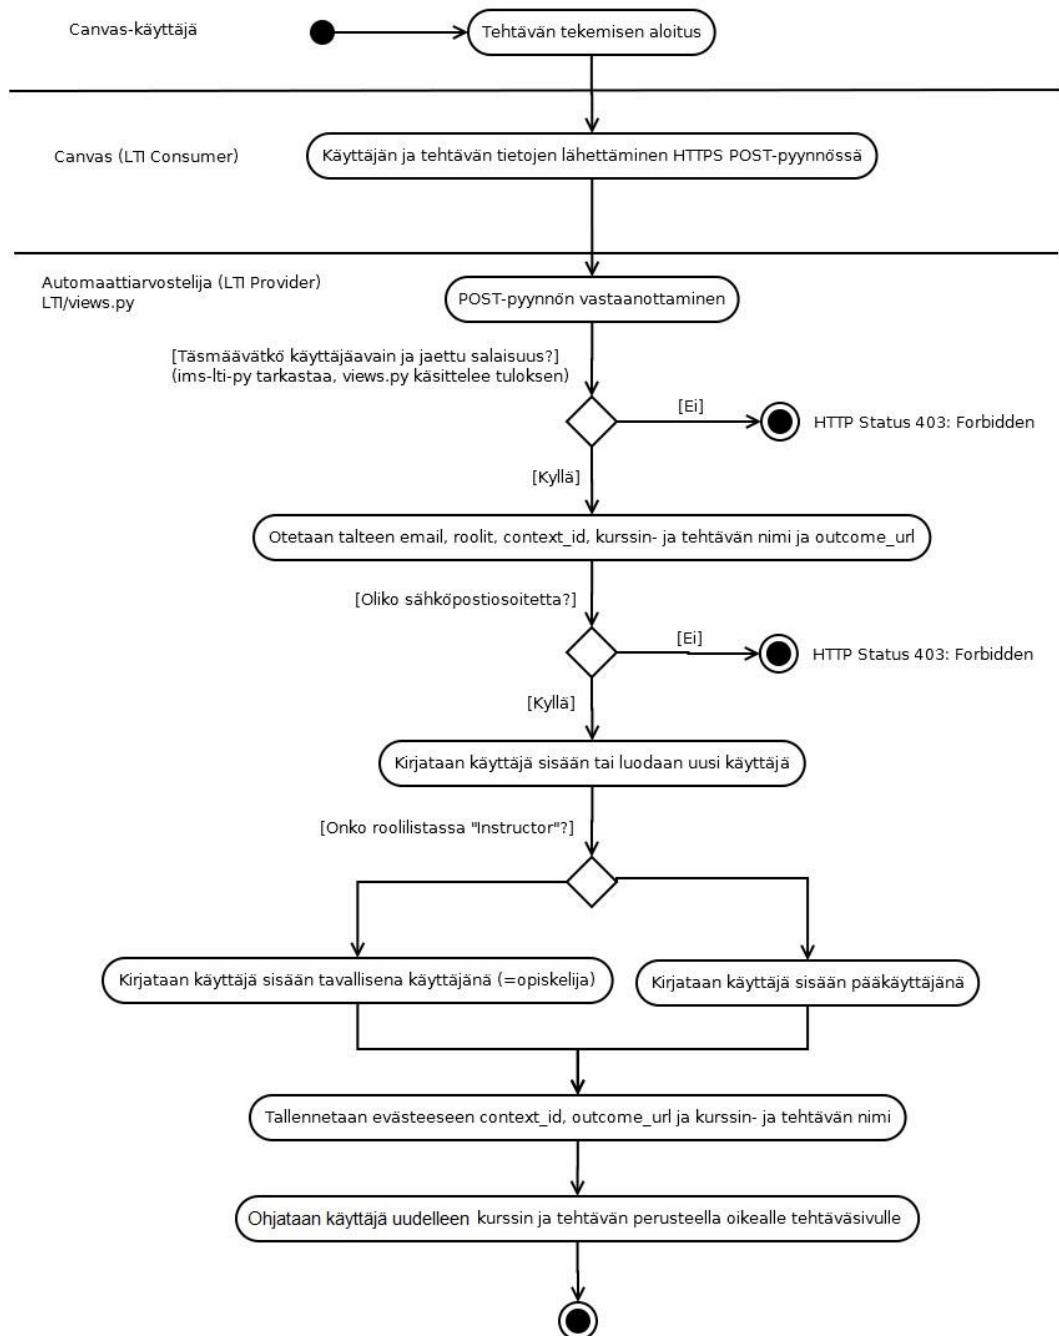 Canvas-käyttäjä
Tehtävän tekemisen aloitus
Canvas (LTI Consumer)
Käyttäjän ja tehtävän tietojen lähettäminen HTTPS POST-pyynnössä
Automaattiarvostelija (LTI Provider)
LTI/views.py
POST-pyynnön vastaanottaminen
[Täsmäävätkö käyttäjäavain ja jaettu salaisuus?]
(ims-lti-py tarkastaa, views.py käsittelee tuloksen)
[Ei]
HTTP Status 403: Forbidden
[Kyllä]
Otetaan talteen email, roolit, context_id, kurssin- ja tehtävän nimi ja outcome_url
[Oliko sähköpostiosoitetta?]
[Ei]
HTTP Status 403: Forbidden
[Kyllä]
Kirjataan käyttäjä sisään tai luodaan uusi käyttäjä
[Onko roolilistassa "Instructor"?]
Kirjataan käyttäjä sisään tavallisena käyttäjänä (=opiskelija)
Kirjataan käyttäjä sisään pääkäyttäjänä
Tallennetaan evästeeseen context_id, outcome_url ja kurssin- ja tehtävän nimi
Ohjataan käyttäjä uudelleen kurssin ja tehtävän perusteella oikealle tehtäväsivulle